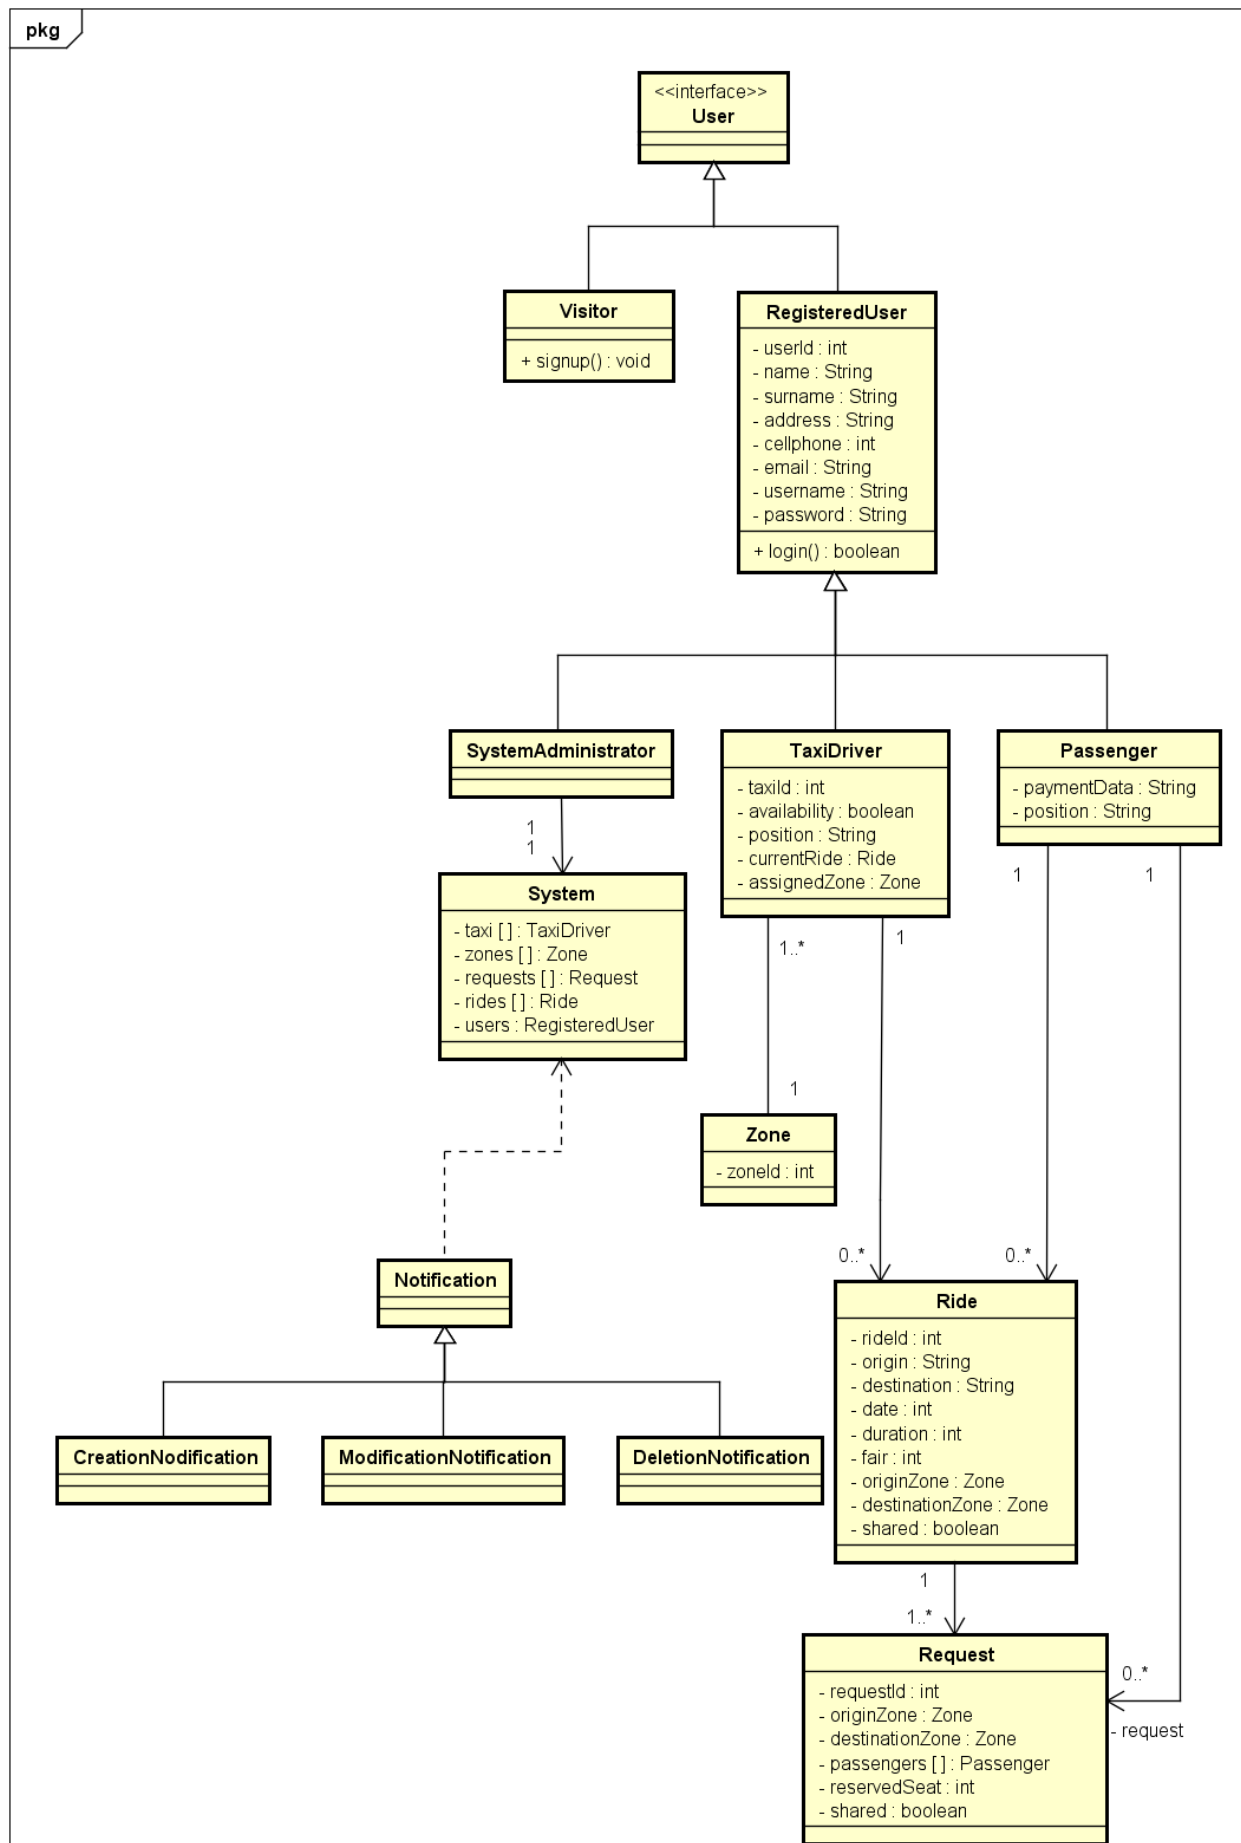 pkg
<<interface>>
User
Visitor
+ signup() : void
RegisteredUser
- userId : int
- name : String
- surname : String
- address : String
- cellphone : int
- email : String
- username : String
- password : String
+ login() : boolean
SystemAdministrator
TaxiDriver
- taxiId : int
- availability : boolean
- position : String
- currentRide : Ride
- assignedZone : Zone
Passenger
- paymentData : String
- position : String
1
1
System
- taxi [ ] : TaxiDriver
- zones [ ] : Zone
- requests [ ] : Request
- rides [ ] : Ride
- users : RegisteredUser
1..*
1
1
1
1
Zone
- zoneId : int
0..*
0..*
Notification
CreationNodification
ModificationNotification
DeletionNotification
Ride
- rideId : int
- origin : String
- destination : String
- date : int
- duration : int
- fair : int
- originZone : Zone
- destinationZone : Zone
- shared : boolean
1
1..*
Request
- requestId : int
- originZone : Zone
- destinationZone : Zone
- passengers [ ] : Passenger
- reservedSeat : int
- shared : boolean
0..*
- request